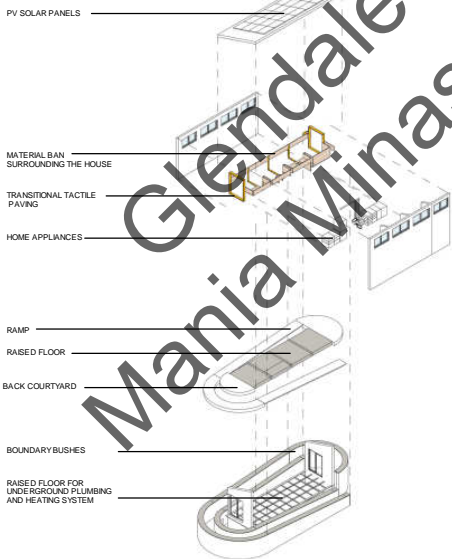 PV SOLAR PANELS
MATERIAL BAN
SURROUNDING THE HOUSE
TRANSITIONAL TACTILE
PAVING
HOME APPLIANCES
RAMP
RAISED FLOOR
BACK COURTYARD
BOUNDARY BUSHES
RAISED FLOOR FOR
UNDERGROUND PLUMBING
AND HEATING SYSTEM
Glendale
Mania Minas